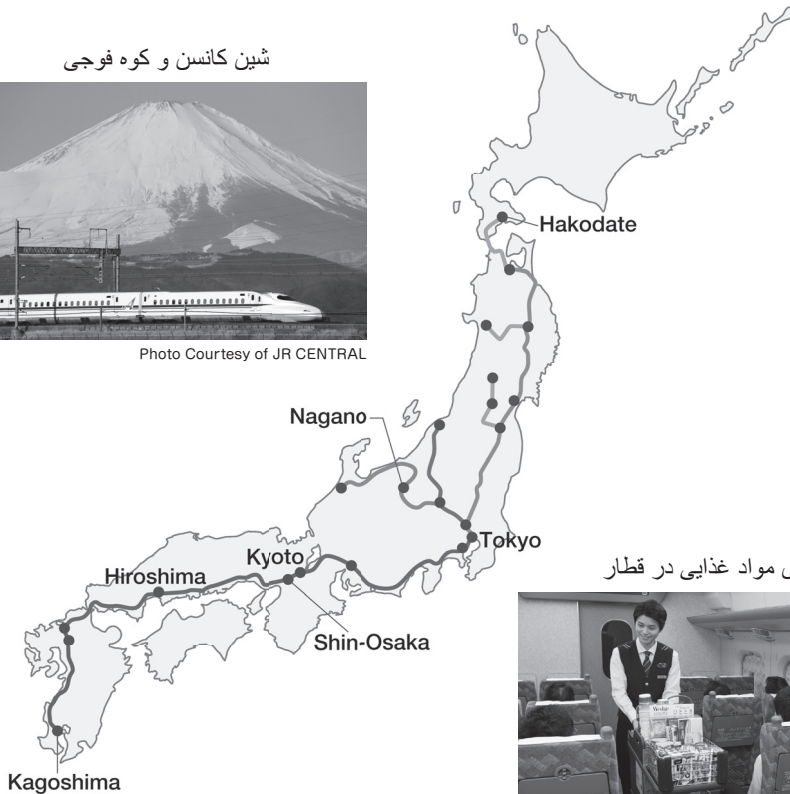 شین کانسن و کوه فوجی
Photo Courtesy of JR CENTRAL
Hakodate
Nagano
Tokyo
Kyoto
Hiroshima
Shin-Osaka
مواد غذایی در قطار
Kagoshima